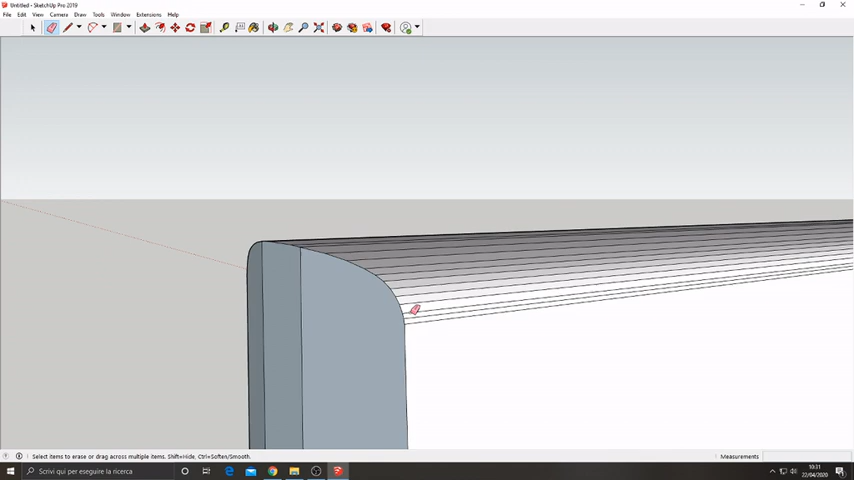 Untitled - SketchUp Pro 2019
File Edit View Camera Draw Tools Window Extensions Help
Select items to erase or drag across multiple items. Shift=Hide, Ctrl=Soften/Smooth.
Measurements
Scrivi qui per eseguire la ricerca
10:31
22/04/2020